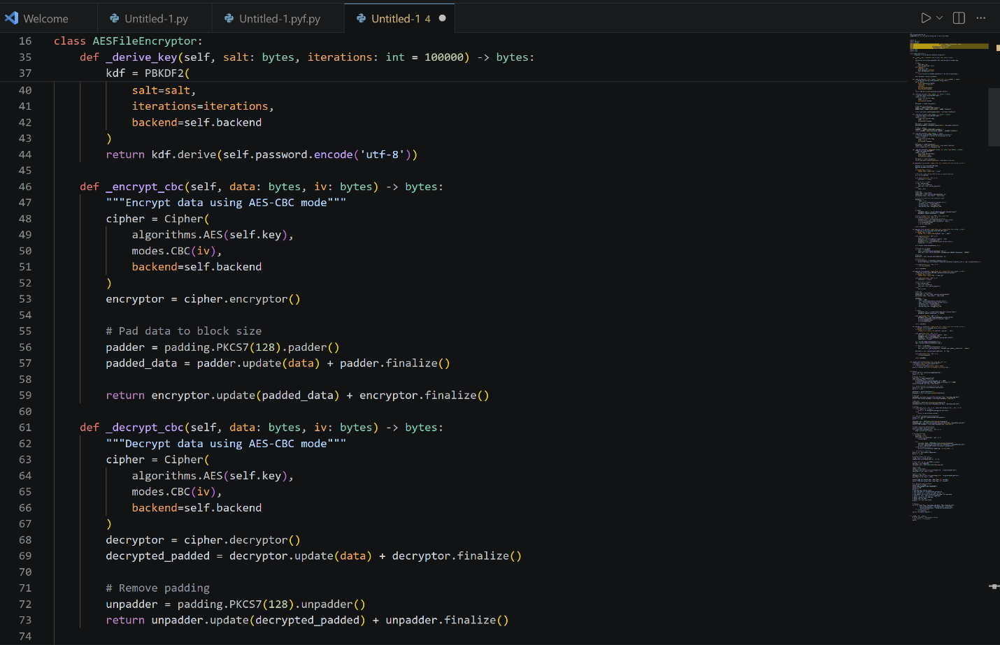 Welcome
Untitled-1.py
Untitled-1.pyf.py
Untitled-1 4
16 class AESFileEncryptor:
35 def _derive_key(self, salt: bytes, iterations: int = 100000) -> bytes:
37 kdf = PBKDF2(
40 salt=salt,
41 iterations=iterations,
42 backend=self.backend
43 )
44 return kdf.derive(self.password.encode('utf-8'))
45
46 def _encrypt_cbc(self, data: bytes, iv: bytes) -> bytes:
47 """Encrypt data using AES-CBC mode"""
48 cipher = Cipher(
49 algorithms.AES(self.key),
50 modes.CBC(iv),
51 backend=self.backend
52 )
53 encryptor = cipher.encryptor()
54
55 # Pad data to block size
56 padder = padding.PKCS7(128).padder()
57 padded_data = padder.update(data) + padder.finalize()
58
59 return encryptor.update(padded_data) + encryptor.finalize()
60
61 def _decrypt_cbc(self, data: bytes, iv: bytes) -> bytes:
62 """Decrypt data using AES-CBC mode"""
63 cipher = Cipher(
64 algorithms.AES(self.key),
65 modes.CBC(iv),
66 backend=self.backend
67 )
68 decryptor = cipher.decryptor()
69 decrypted_padded = decryptor.update(data) + decryptor.finalize()
70
71 # Remove padding
72 unpadder = padding.PKCS7(128).unpadder()
73 return unpadder.update(decrypted_padded) + unpadder.finalize()
74